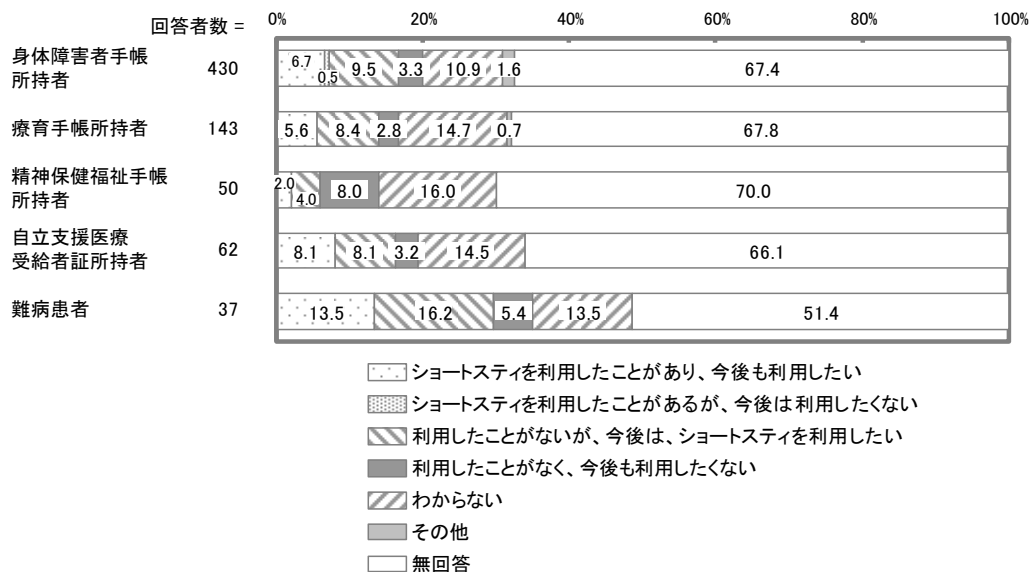 回答者数 = 0% 20% 40% 60% 80% 100%
身体障害者手帳
所持者 430 6.7 0.5 9.5 3.3 10.9 1.6 67.4
療育手帳所持者 143 5.6 8.4 2.8 14.7 0.7 67.8
精神保健福祉手帳
所持者 50 2.0 4.0 8.0 16.0 70.0
自立支援医療
受給者証所持者 62 8.1 8.1 3.2 14.5 66.1
難病患者 37 13.5 16.2 5.4 13.5 51.4
ショートスティを利用したことがあり、今後も利用したい
ショートスティを利用したことがあるが、今後は利用したくない
利用したことがないが、今後は、ショートスティを利用したい
利用したことがなく、今後も利用したくない
わからない
その他
無回答